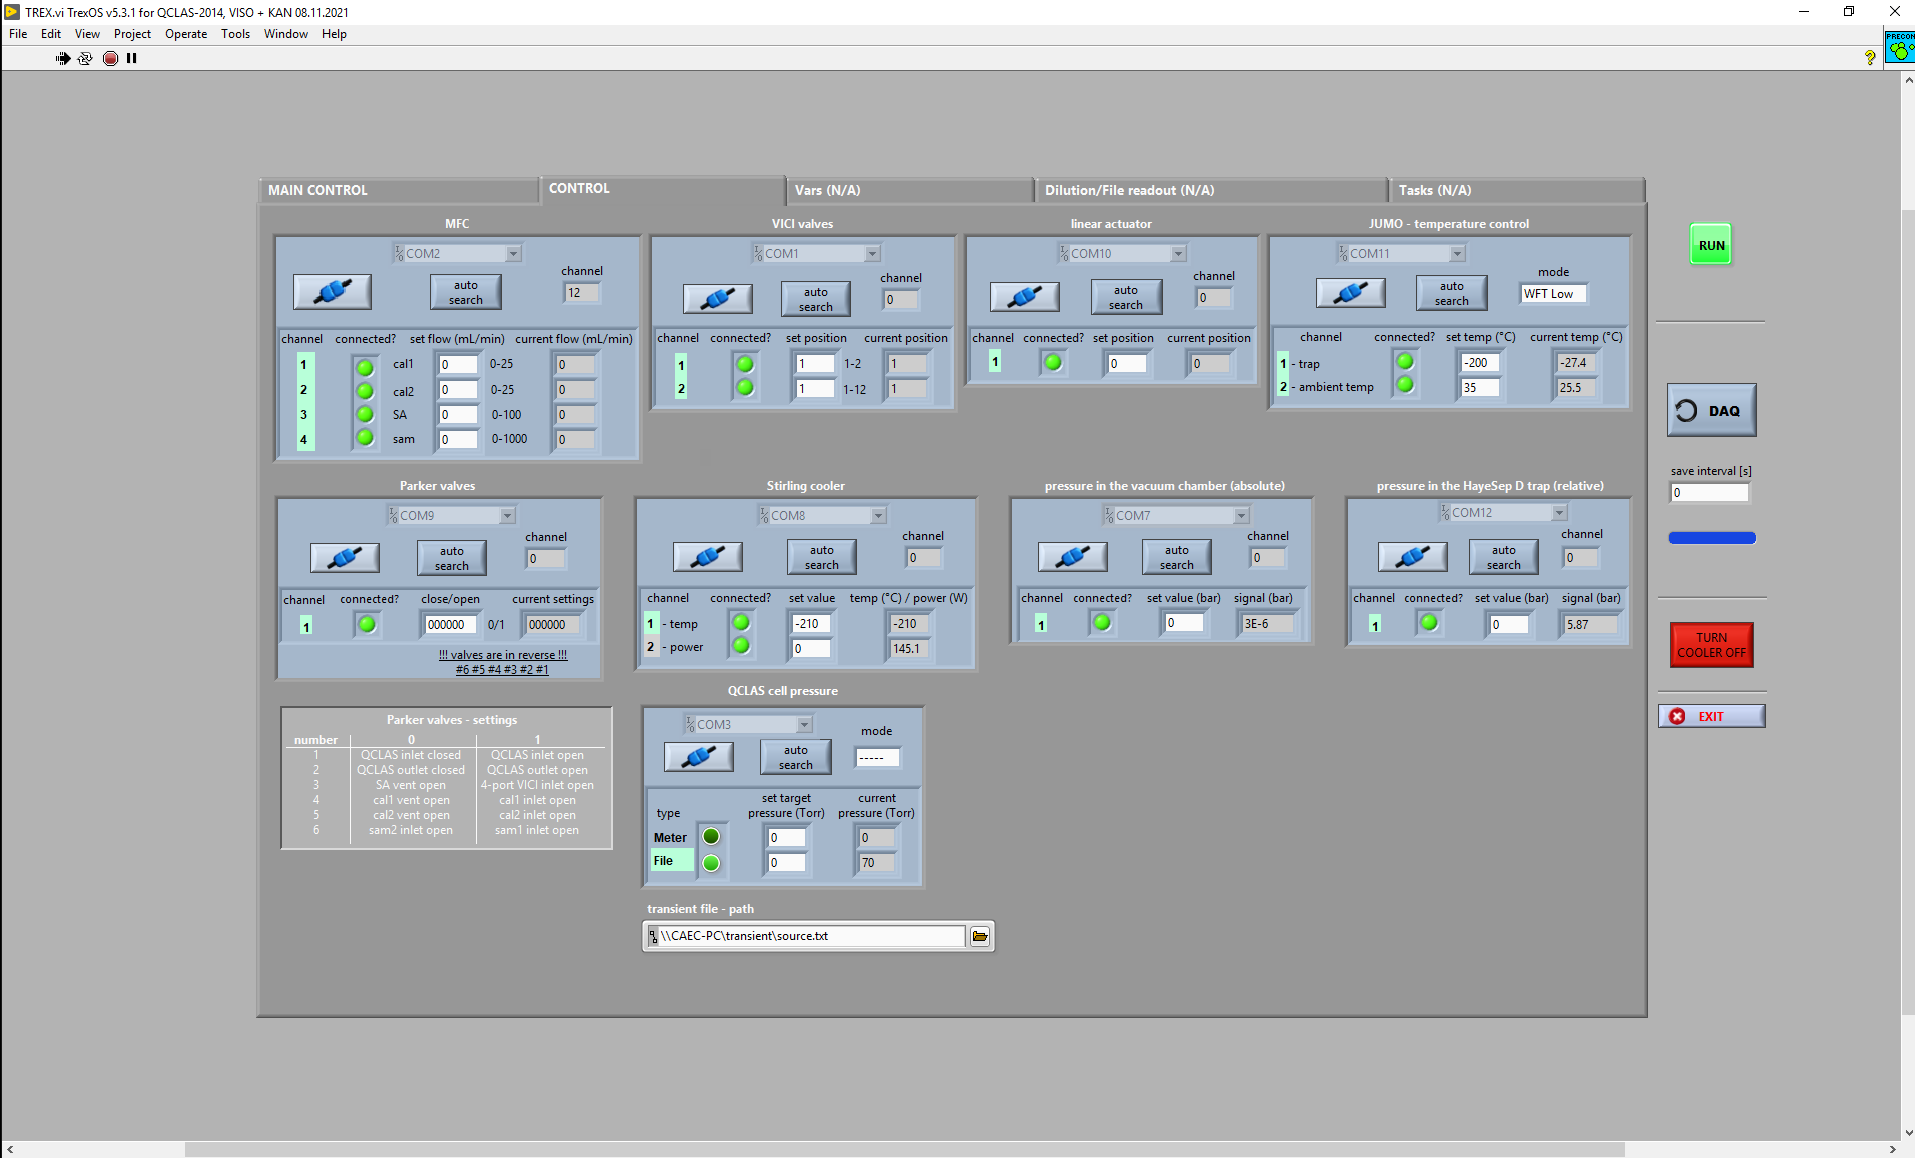 TREX.vi TrexOS v5.3.1 for QCLAS-2014, VISO + KAN 08.11.2021
File Edit View Project Operate Tools Window Help
PRECON
MAIN CONTROL CONTROL Vars (N/A) Dilution/File readout (N/A) Tasks (N/A)
MFC
COM2
auto search
channel
12
channel connected? set flow (mL/min) current flow (mL/min)
1 cal1 0 0-25 0
2 cal2 0 0-25 0
3 SA 0 0-100 0
4 sam 0 0-1000 0
VICI valves
COM1
auto search
channel
0
channel connected? set position current position
1 1 1-2 1
2 1 1-12 1
linear actuator
COM10
auto search
channel
0
channel connected? set position current position
1 0 0
JUMO - temperature control
COM11
auto search
mode
WFT Low
channel connected? set temp (°C) current temp (°C)
1 - trap -200 -27.4
2 - ambient temp 35 25.5
RUN
DAQ
save interval [s]
0
TURN
COOLER OFF
EXIT
Parker valves
COM9
auto search
channel
0
channel connected? close/open current settings
1 000000 0/1 000000
!!! valves are in reverse !!!
#6 #5 #4 #3 #2 #1
Stirling cooler
COM8
auto search
channel
0
channel connected? set value temp (°C) / power (W)
1 - temp -210 -210
2 - power 0 145.1
pressure in the vacuum chamber (absolute)
COM7
auto search
channel
0
channel connected? set value (bar) signal (bar)
1 0 3E-6
pressure in the HayeSep D trap (relative)
COM12
auto search
channel
0
channel connected? set value (bar) signal (bar)
1 0 5.87
Parker valves - settings
number 0 1
1 QCLAS inlet closed QCLAS inlet open
2 QCLAS outlet closed QCLAS outlet open
3 SA vent open 4-port VICI inlet open
4 cal1 vent open cal1 inlet open
5 cal2 vent open cal2 inlet open
6 sam2 inlet open sam1 inlet open
QCLAS cell pressure
COM3
auto search
mode
-----
type set target pressure (Torr) current pressure (Torr)
Meter 0 0
File 0 70
transient file - path
\\CAEC-PC\transient\source.txt